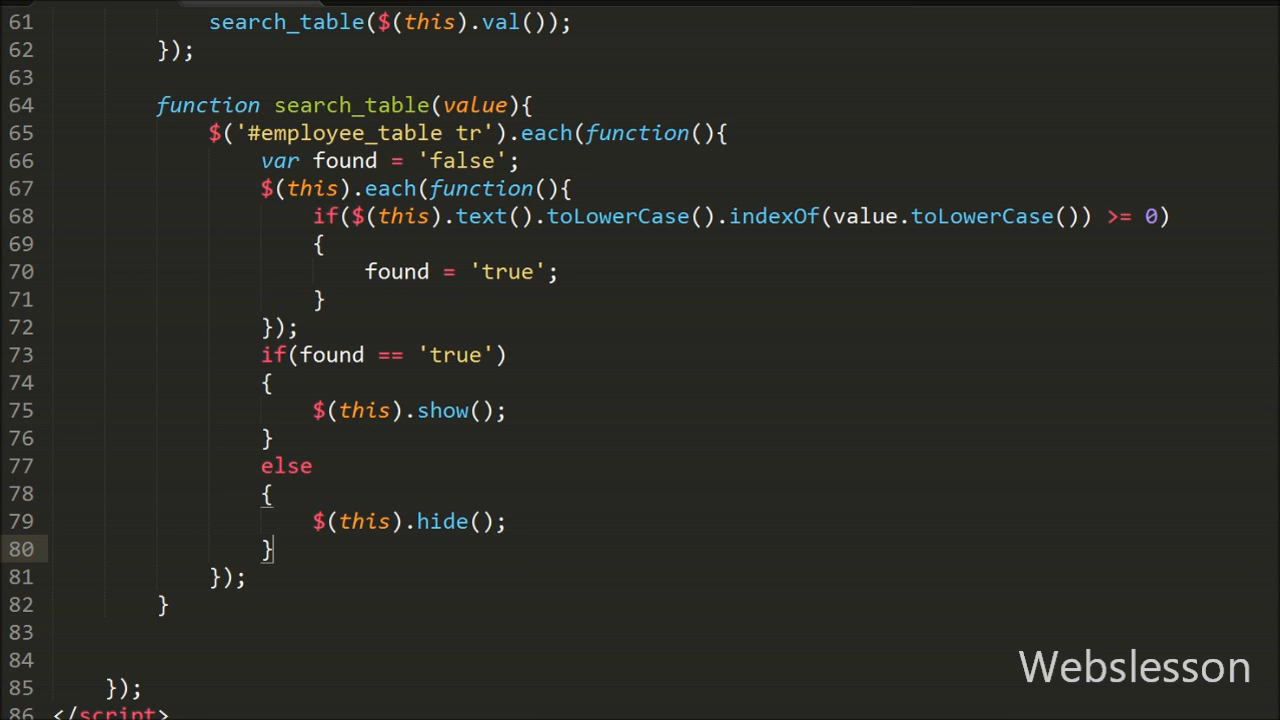 61 search_table($(this).val());
62 });
63
64 function search_table(value){
65 $('#employee_table tr').each(function(){
66 var found = 'false';
67 $(this).each(function(){
68 if($(this).text().toLowerCase().indexOf(value.toLowerCase()) >= 0)
69 {
70 found = 'true';
71 }
72 });
73 if(found == 'true')
74 {
75 $(this).show();
76 }
77 else
78 {
79 $(this).hide();
80 }
81 });
82 }
83
84
85 });
86 </script>
Webslesson